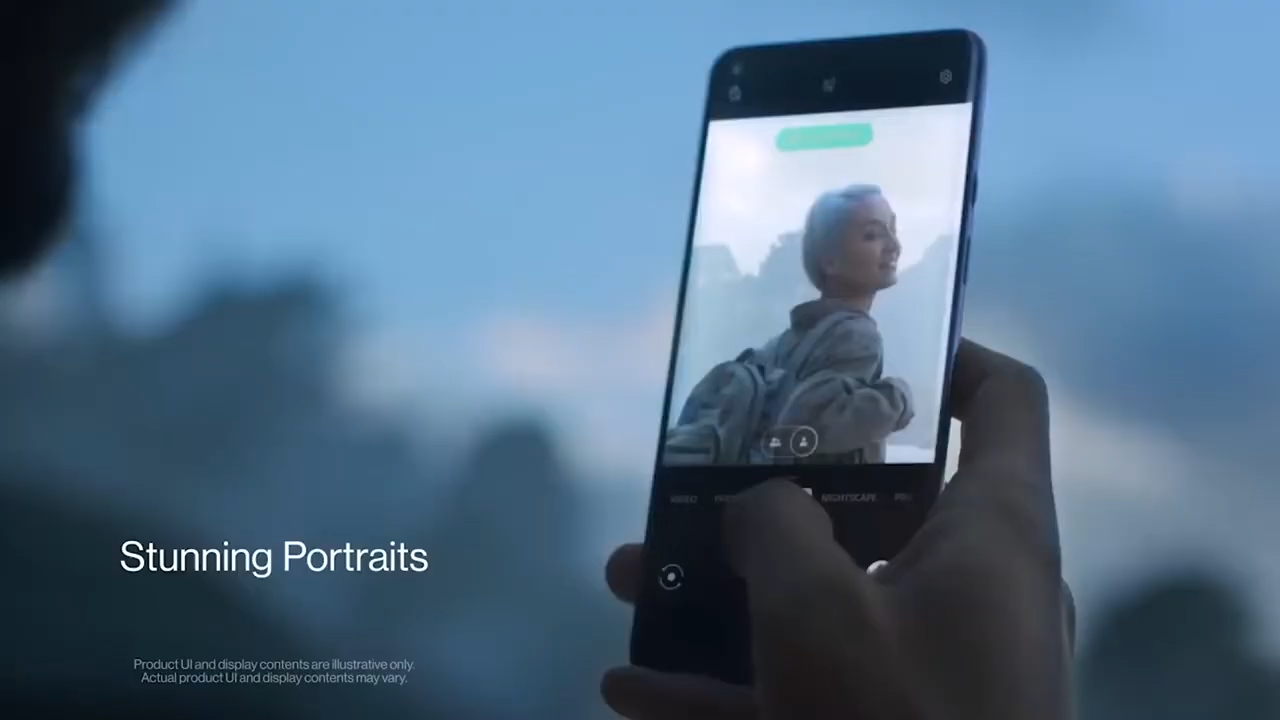 VIDEO NIGHTSCAPE
Stunning Portraits
Product UI and display contents are illustrative only.
Actual product UI and display contents may vary.